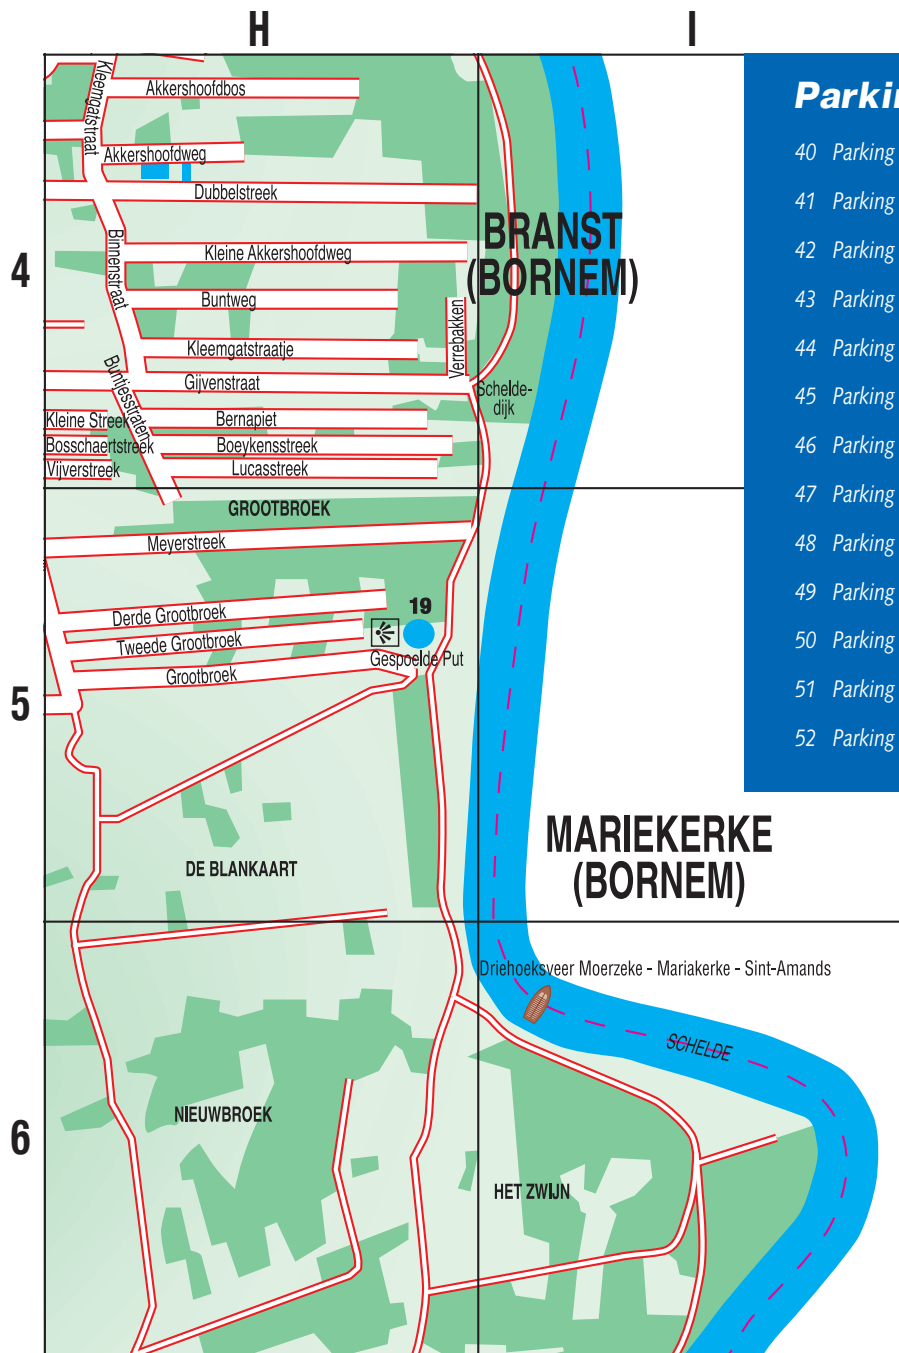 H
I
Kleemgatstraat
Akkershoofdbos
Akkershoofdweg
Dubbelstreek
4
Binnenstraat
Kleine Akkershoofdweg
BRANST
(BORNEM)
Buntweg
Verrebakken
Kleemgatstraatje
Buntjesstraten
Gijvenstraat
Schelde-
dijk
Kleine Streek
Bernapiet
Bosschaertstreek
Boeykensstreek
Vijverstreek
Lucasstreek
GROOTBROEK
Meyerstreek
Derde Grootbroek
19
Tweede Grootbroek
Gespoelde Put
Grootbroek
5
DE BLANKAART
MARIEKERKE
(BORNEM)
Driehoeksveer Moerzeke - Mariakerke - Sint-Amands
SCHELDE
NIEUWBROEK
6
HET ZWIJN
Parkin
40 Parking
41 Parking
42 Parking
43 Parking
44 Parking
45 Parking
46 Parking
47 Parking
48 Parking
49 Parking
50 Parking
51 Parking
52 Parking